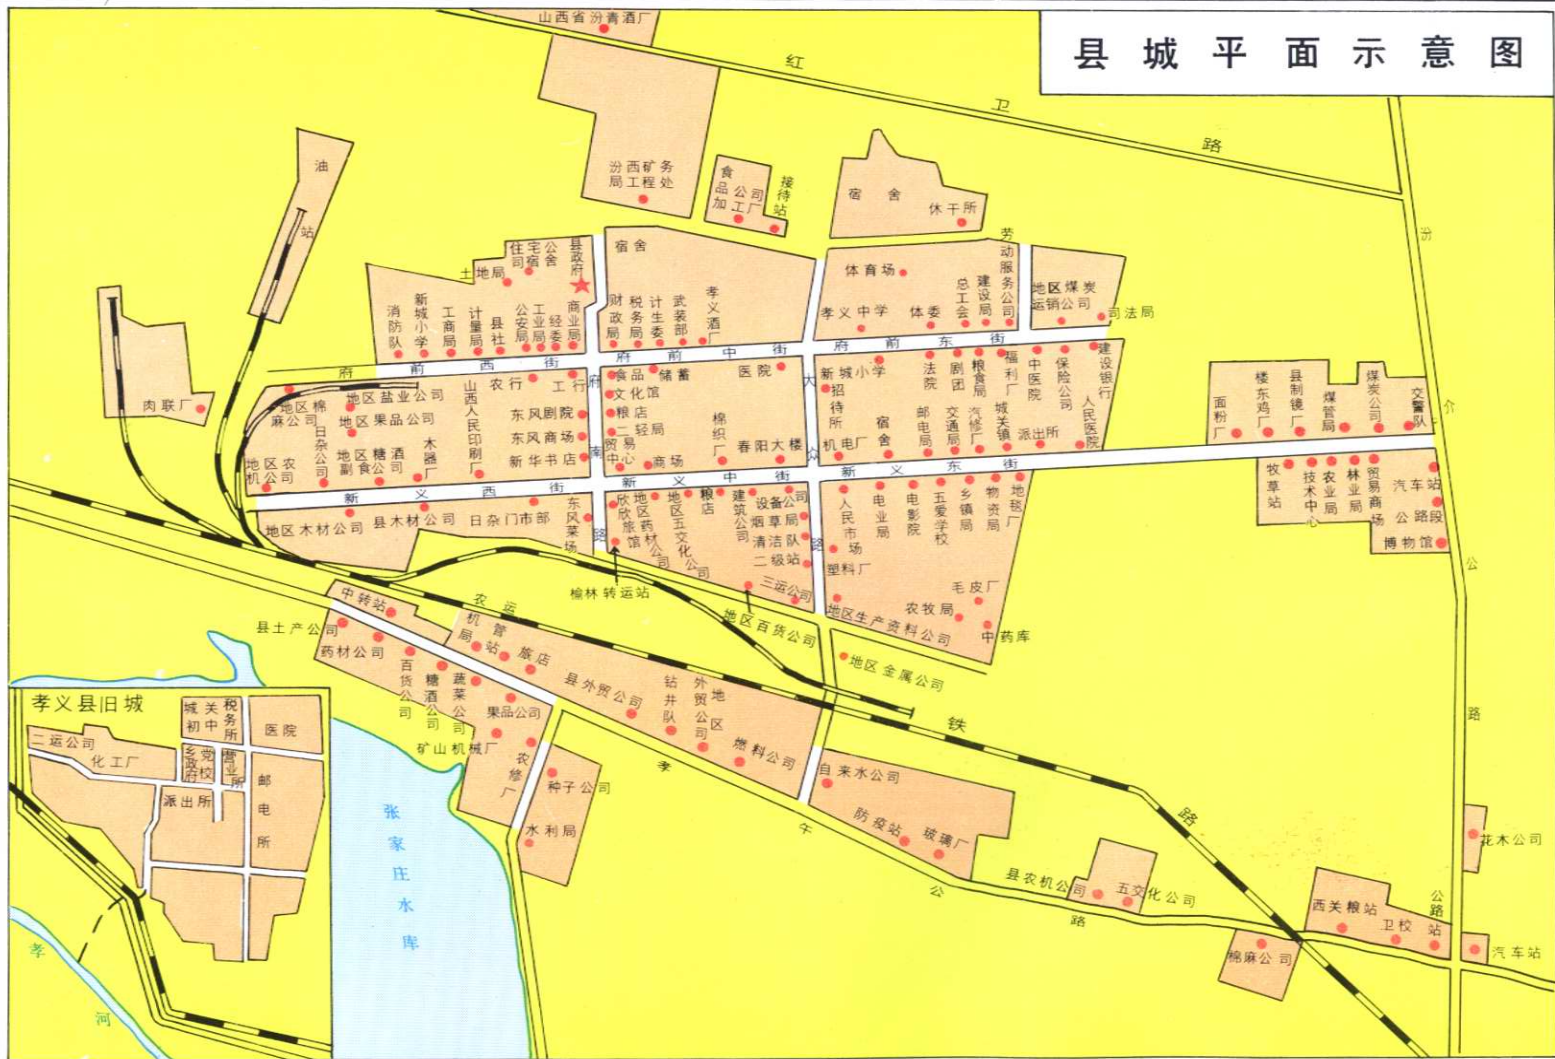 县城平面示意图
山西省汾青酒厂
红卫路
汾西矿务
局工程处
食
品公司
加工厂
接待站
宿舍
休干所
油站
肉联厂
土地局
住宅公
司宿舍
县政府
宿舍
消防队
新城小学
工商局
计量局
县社
公安局
工业局
经委
商业局
财政局
税务局
计生委
武装部
孝义酒厂
体育场
孝义中学
体委
总工会
建设局
劳动服务公司
地区煤炭
运销公司
司法局
府前西街
府前中街
府前东街
地区棉
麻公司
地区盐业公司
地区果品公司
日杂公司
地区糖酒
副食公司
木器厂
地区农
机公司
山西人民印刷厂
农行
工行
东风剧院
东风商场
新华书店
府南路
食品
储蓄
医院
文化馆
粮店
二轻局
贸易
中心
商场
棉织厂
春阳大楼
大众路
新城小学
招待所
机电厂
宿舍
法院
剧团
粮食局
福利厂
中医院
保险公司
建设银行
邮电局
交通局
汽修厂
城关镇
派出所
人民医院
新义西街
新义中街
新义东街
面粉厂
楼东鸡厂
县制镜厂
煤管局
煤炭公司
交警队
牧草站
技术中心
农业局
林业局
贸易商场
汽车站
公路段
博物馆
汾介公路
地区木材公司
县木材公司
日杂门市部
东风菜场
欣欣旅馆
地区药材公司
地区五交化公司
粮店
建筑公司
设备公司
烟草局
清洁队
二级站
三运公司
榆林转运站
地区百货公司
人民市场
塑料厂
电业局
电影院
五爱学校
乡镇局
物资局
地毯厂
毛皮厂
农牧局
中药库
地区生产资料公司
地区金属公司
中转站
县土产公司
药材公司
百货公司
糖酒公司
蔬菜公司
农机局
运管站
旅店
县外贸公司
钻井队
地区
外贸公司
燃料公司
果品公司
矿山机械厂
农修厂
种子公司
水利局
铁路
孝午公路
自来水公司
防疫站
玻璃厂
县农机公司
五交化公司
西关粮站
卫校
公路站
汽车站
棉麻公司
花木公司
张家庄水库
孝义县旧城
二运公司
化工厂
城关
初中
税务所
医院
乡政府
党校
营业所
派出所
邮电所
孝河